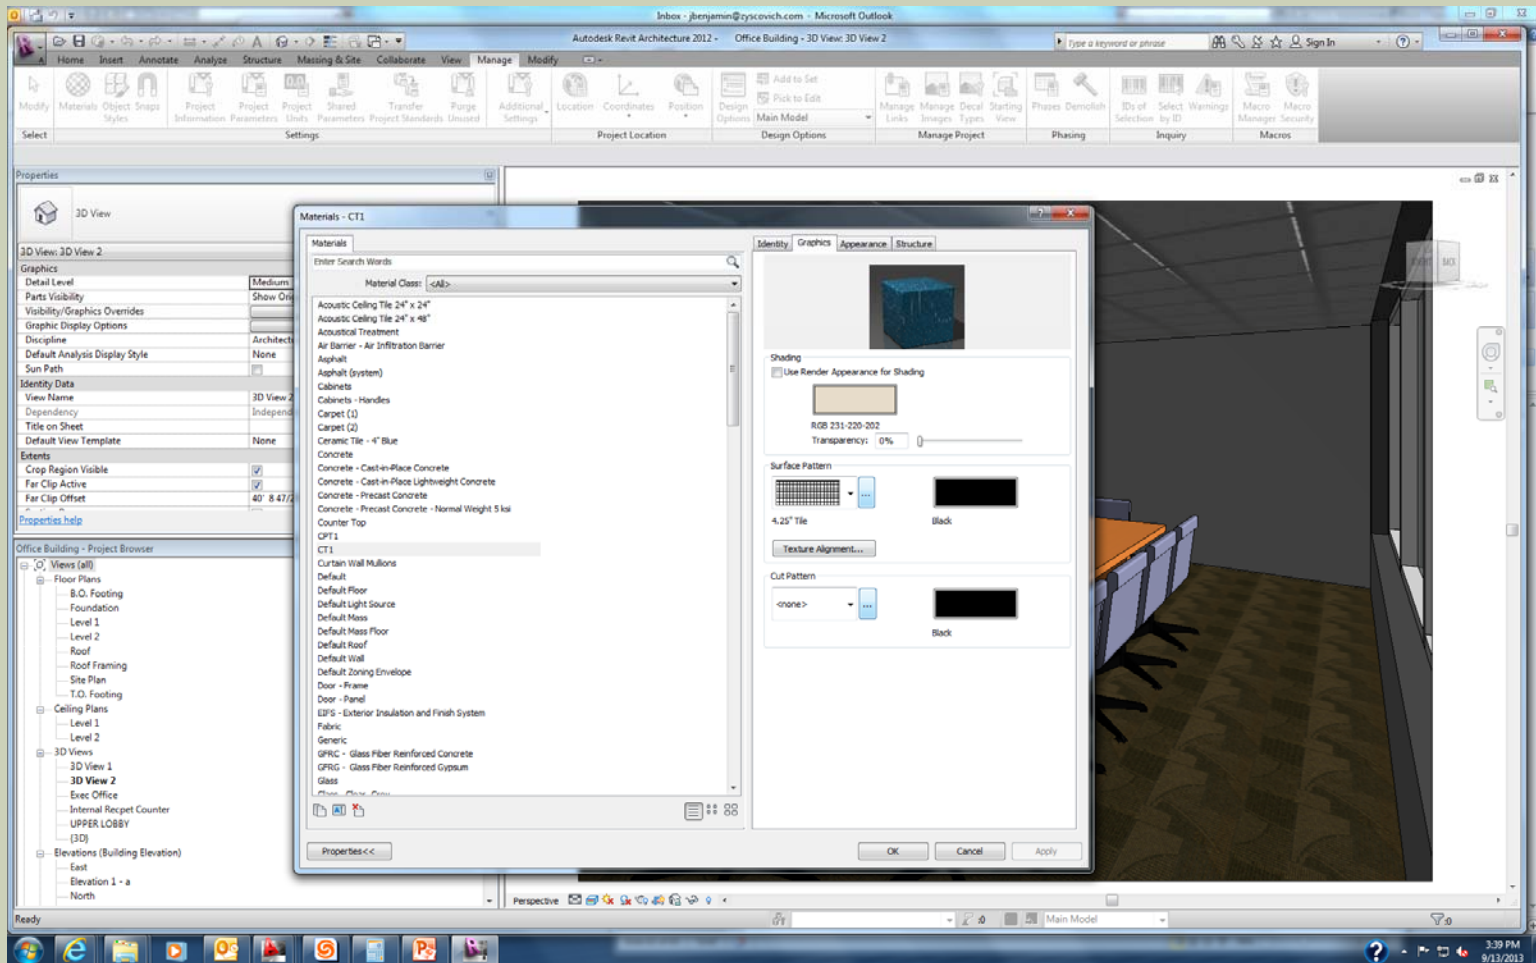 Inbox - jbenjamin@zyscovich.com - Microsoft Outlook
Autodesk Revit Architecture 2012 - Office Building - 3D View: 3D View 2
Type a keyword or phrase
Sign In
Home Insert Annotate Analyze Structure Massing & Site Collaborate View Manage Modify
Modify Materials Object Styles Snaps
Project Information Project Parameters Project Units Shared Parameters Transfer Project Standards Purge Unused Additional Settings
Location Coordinates Position
Design Options Add to Set
Pick to Edit
Main Model
Manage Links Manage Images Decal Types Starting View
Phases Demolish
IDs of Selection Select by ID Warnings
Macro Manager Macro Security
Select Settings Project Location Design Options Manage Project Phasing Inquiry Macros
Properties
3D View
3D View: 3D View 2
Graphics
Detail Level Medium
Parts Visibility Show
Visibility/Graphics Overrides
Graphic Display Options
Discipline
Default Analysis Display Style None
Sun Path
Identity Data
View Name 3D View 2
Dependency
Title on Sheet
Default View Template None
Extents
Crop Region Visible
Far Clip Active
Far Clip Offset
Properties help
Office Building - Project Browser
Views (all)
Floor Plans
B.O. Footing
Foundation
Level 1
Level 2
Roof
Roof Framing
Site Plan
T.O. Footing
Ceiling Plans
Level 1
Level 2
3D Views
3D View 1
3D View 2
Exec Office
Internal Recpet Counter
UPPER LOBBY
{3D}
Elevations (Building Elevation)
East
Elevation 1 - a
North
Materials - CT1
Materials
Enter Search Words
Material Class: <All>
Acoustic Ceiling Tile 24" x 24"
Acoustic Ceiling Tile 24" x 48"
Acoustical Treatment
Air Barrier - Air Infiltration Barrier
Asphalt
Asphalt (system)
Cabinets
Cabinets - Handles
Carpet (1)
Carpet (2)
Ceramic Tile - 4" Blue
Concrete
Concrete - Cast-in-Place Concrete
Concrete - Cast-in-Place Lightweight Concrete
Concrete - Precast Concrete
Concrete - Precast Concrete - Normal Weight 5 ksi
Counter Top
CPT1
CT1
Curtain Wall Mullions
Default
Default Floor
Default Light Source
Default Mass
Default Mass Floor
Default Roof
Default Wall
Default Zoning Envelope
Door - Frame
Door - Panel
EIFS - Exterior Insulation and Finish System
Fabric
Generic
GFRC - Glass Fiber Reinforced Concrete
GFRG - Glass Fiber Reinforced Gypsum
Glass
Properties<<
Identity Graphics Appearance Structure
Shading
Use Render Appearance for Shading
RGB 231-220-202
Transparency: 0%
Surface Pattern
4.25" Tile Black
Texture Alignment...
Cut Pattern
<none>
Black
OK Cancel Apply
BACK
Perspective
Ready
:0
Main Model
:0
3:39 PM
9/13/2013